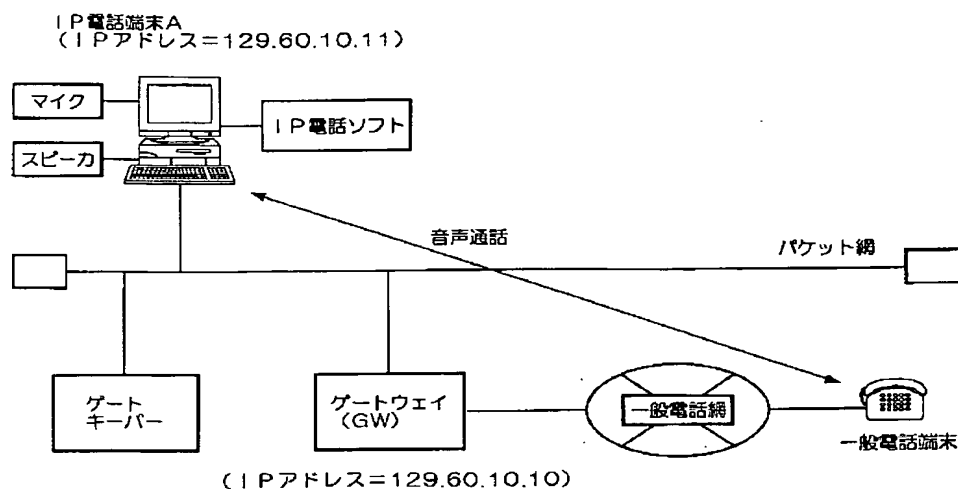 IP電話端末A
(IPアドレス=129.60.10.11)
マイク
IP電話ソフト
スピーカ
音声通話
パケット網
ゲート
キーパー
ゲートウェイ
(GW)
一般電話網
一般電話端末
(IPアドレス=129.60.10.10)